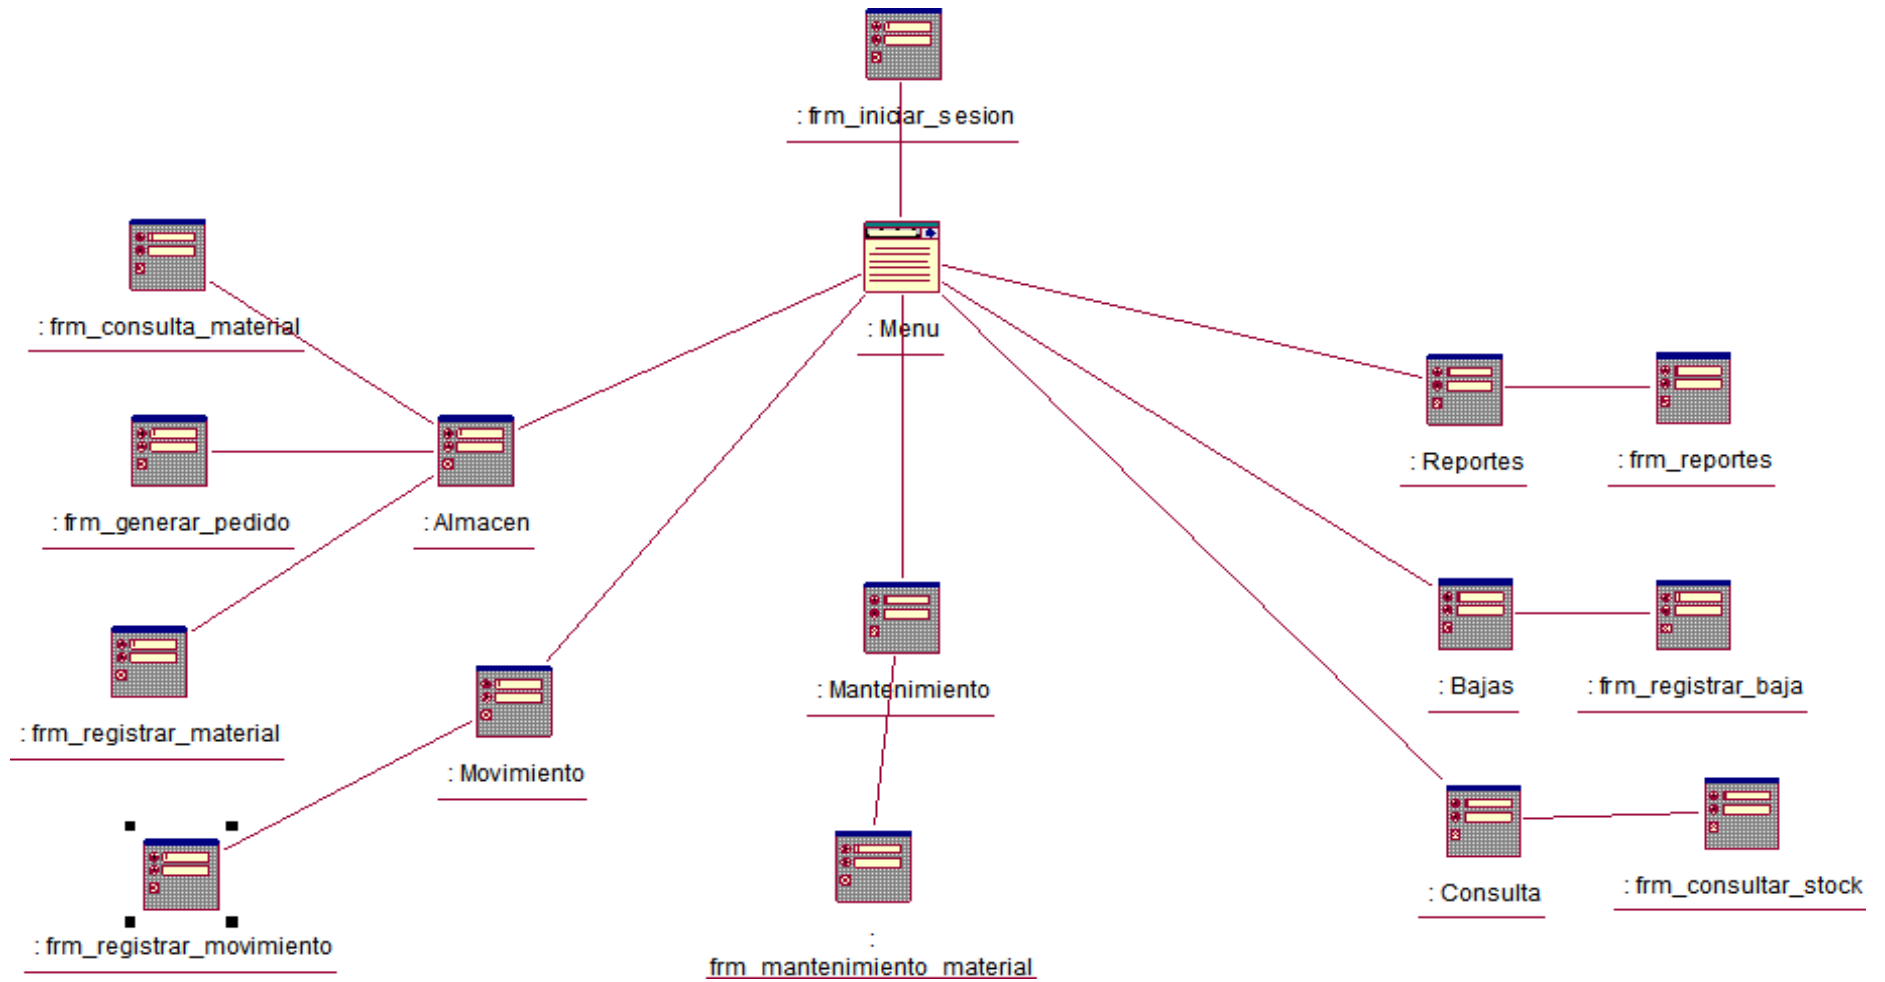 : frm_iniciar_sesion
: frm_consulta_material
: Menu
: Reportes
: frm_reportes
: frm_generar_pedido
: Almacen
: Mantenimiento
: Bajas
: frm_registrar_baja
: frm_registrar_material
: Movimiento
: Consulta
: frm_consultar_stock
: frm_registrar_movimiento
:
frm_mantenimiento_material